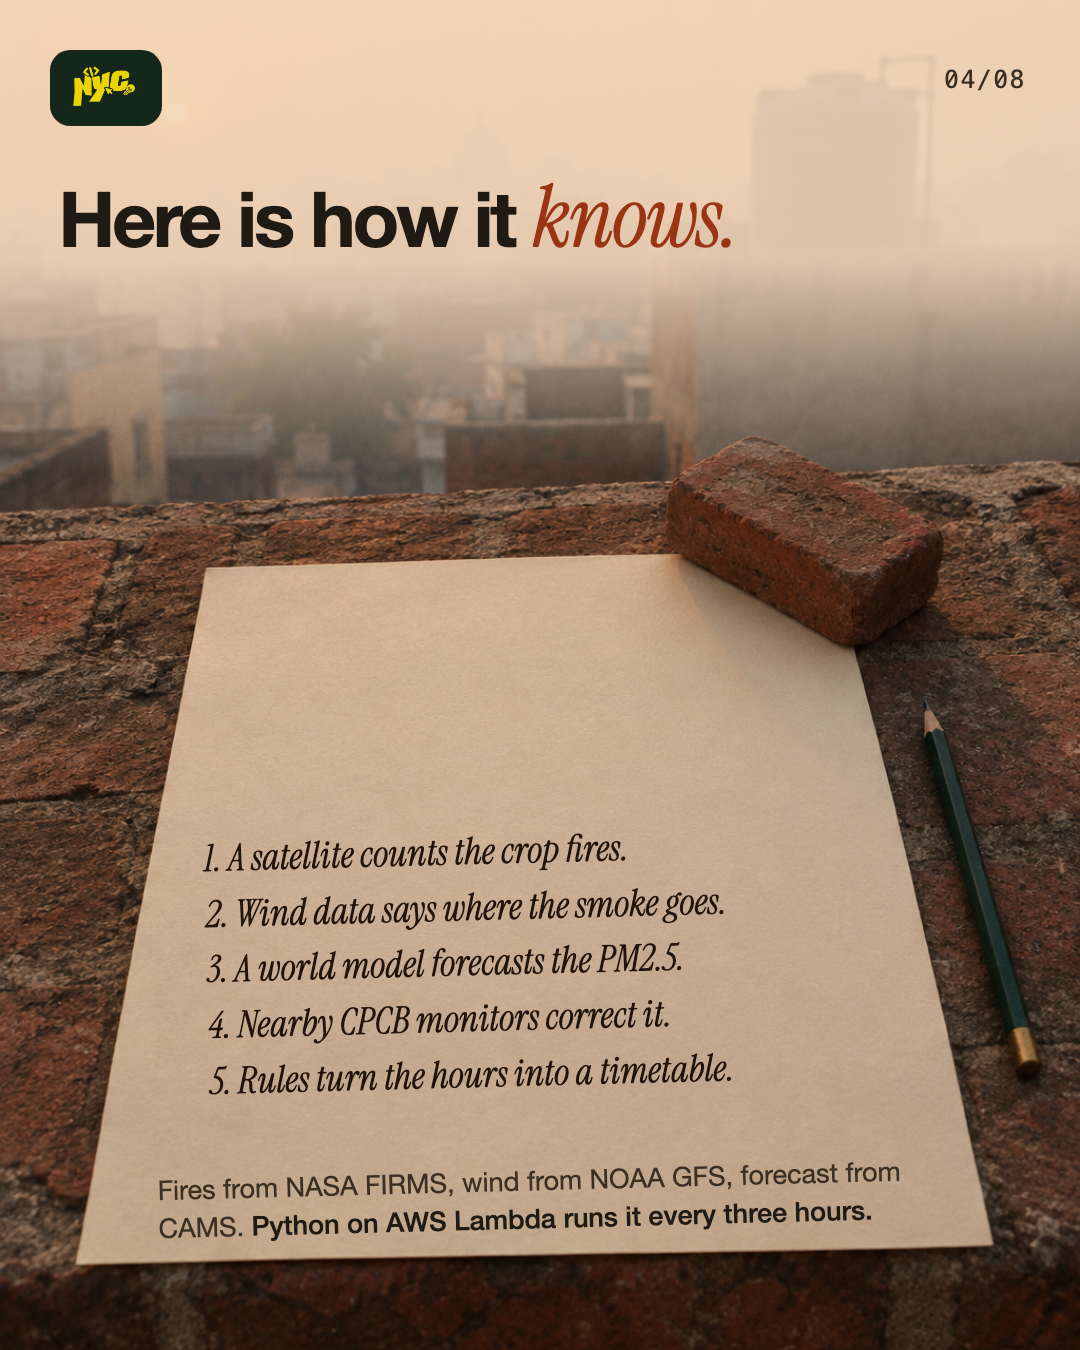 NYC
04/08
Here is how it knows.
1. A satellite counts the crop fires.
2. Wind data says where the smoke goes.
3. A world model forecasts the PM2.5.
4. Nearby CPCB monitors correct it.
5. Rules turn the hours into a timetable.
Fires from NASA FIRMS, wind from NOAA GFS, forecast from
CAMS. Python on AWS Lambda runs it every three hours.